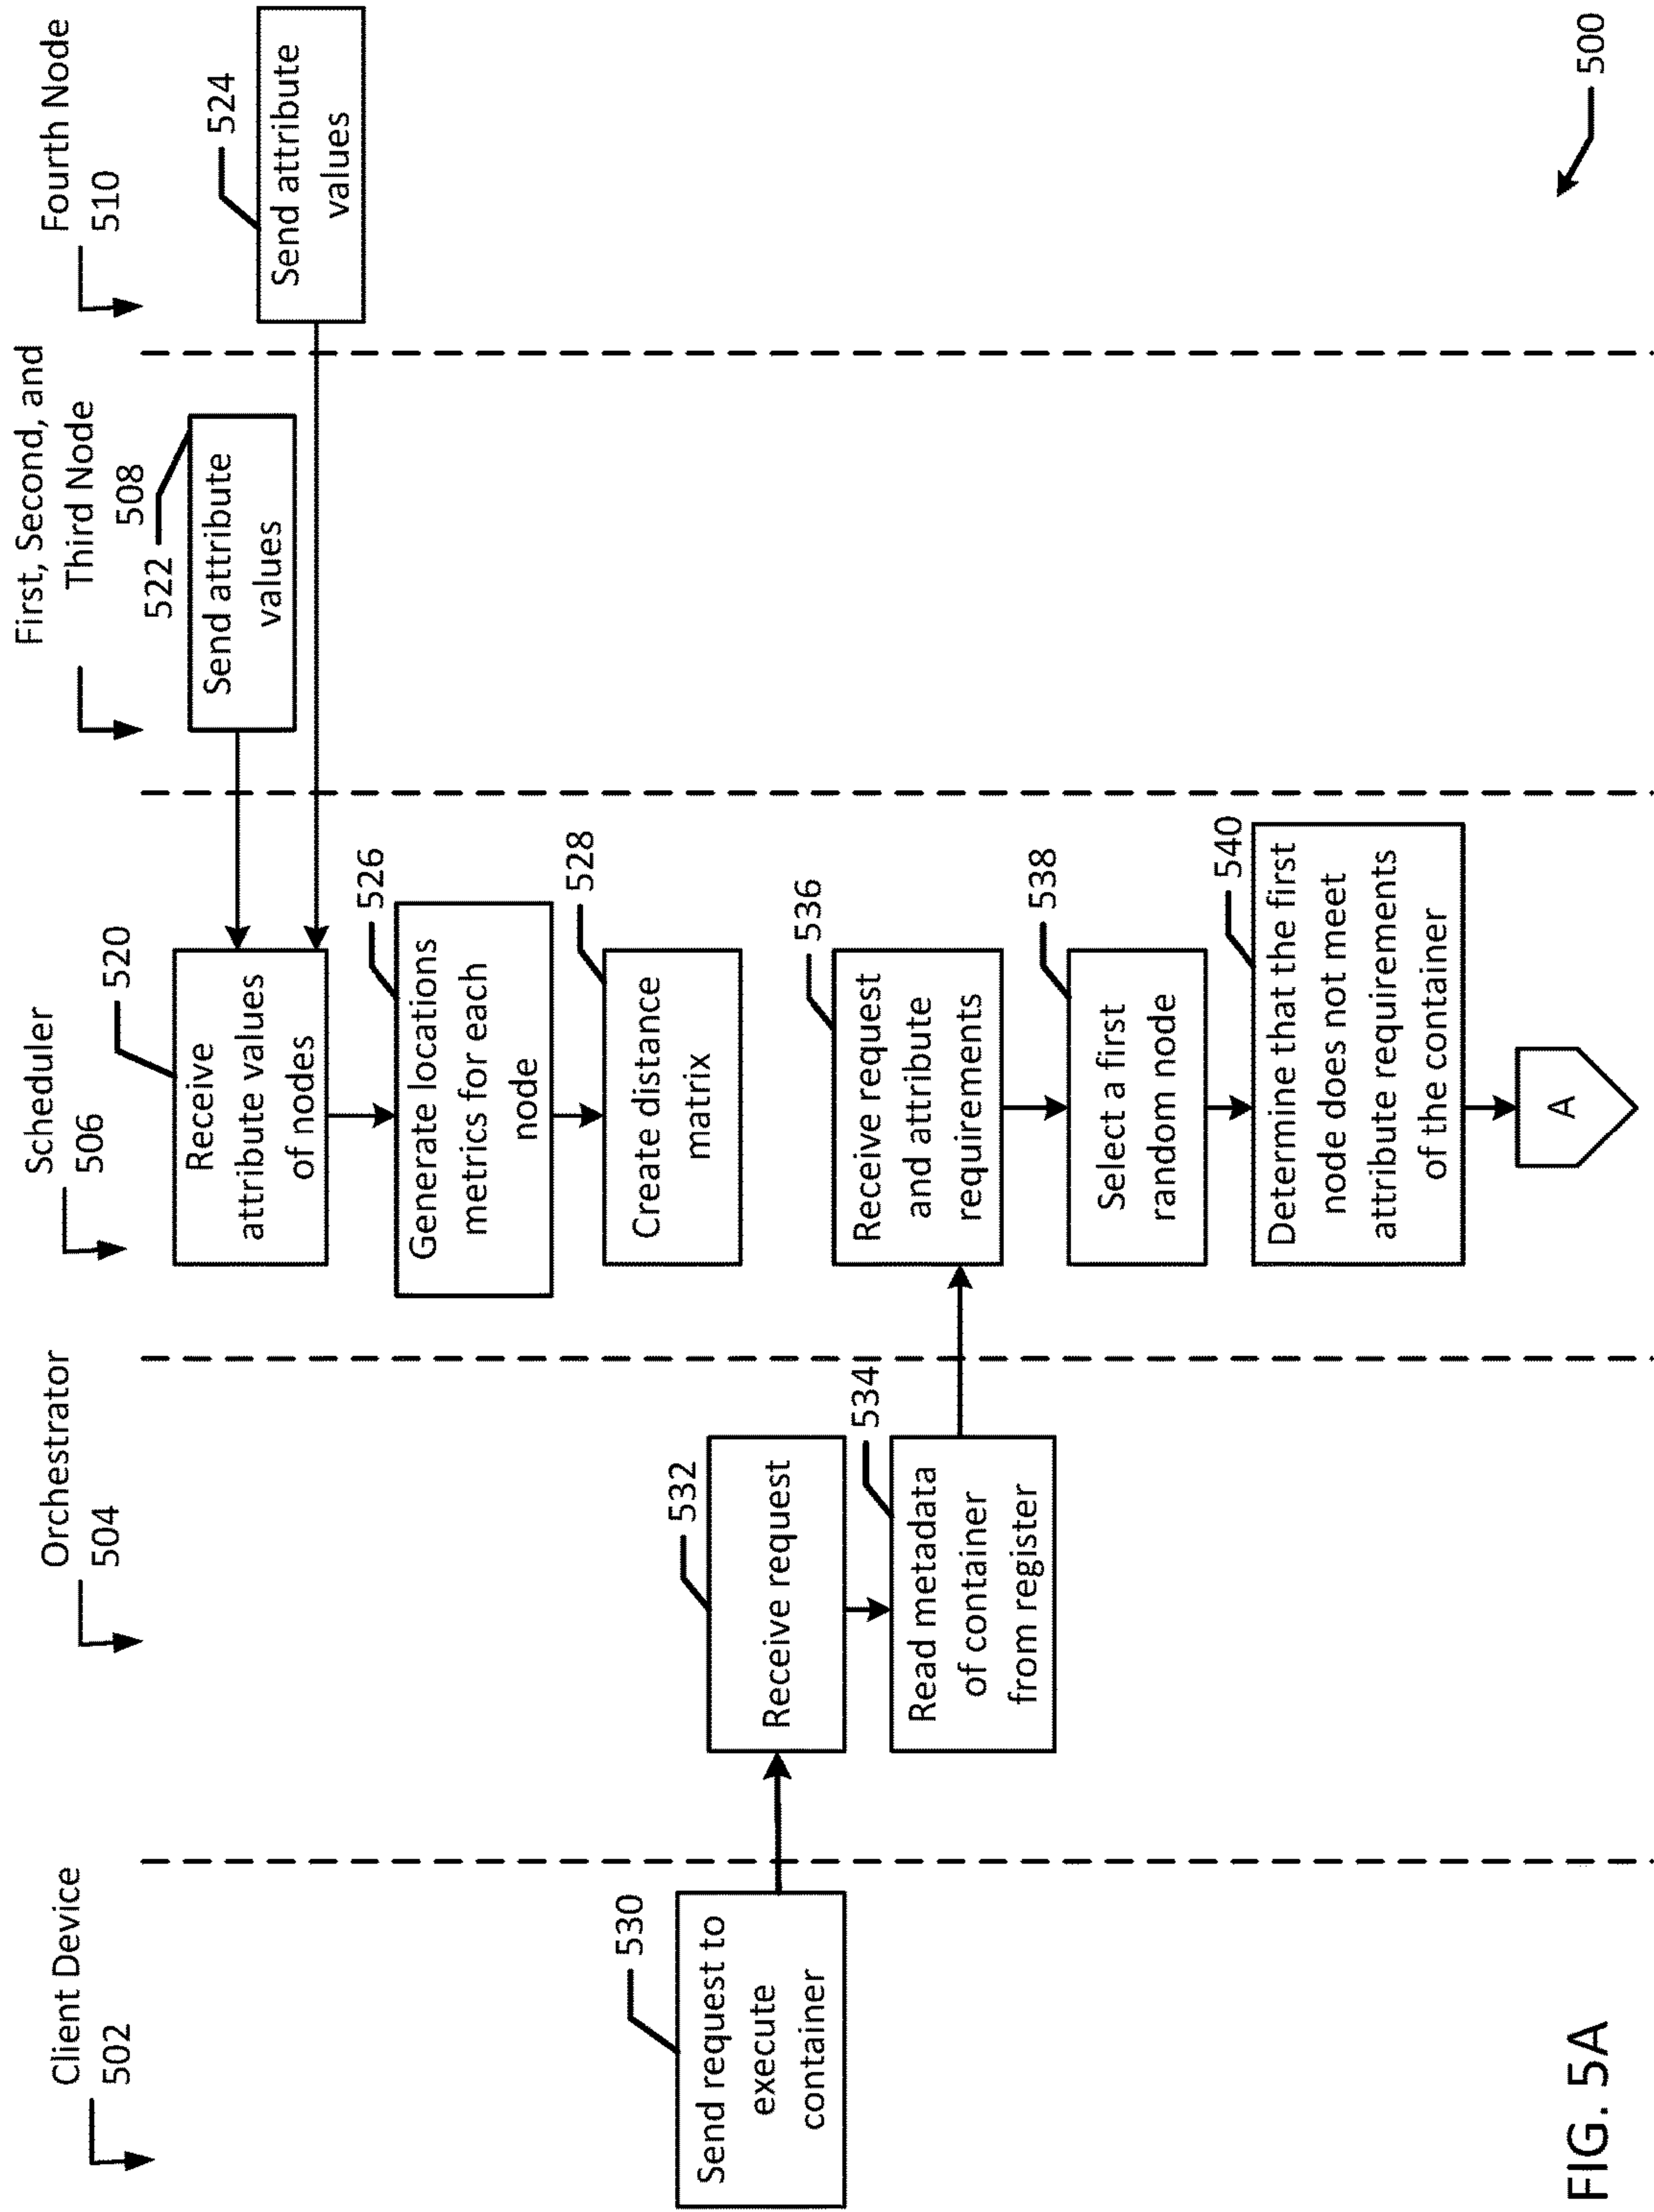 Client Device
502
Orchestrator
504
Scheduler
506
First, Second, and
Third Node
508
Fourth Node
510
520
Receive
attribute values
of nodes
522
Send attribute
values
524
Send attribute
values
526
Generate locations
metrics for each
node
528
Create distance
matrix
530
Send request to
execute
container
532
Receive request
534
Read metadata
of container
from register
536
Receive request
and attribute
requirements
538
Select a first
random node
540
Determine that the first
node does not meet
attribute requirements
of the container
A
500
FIG. 5A